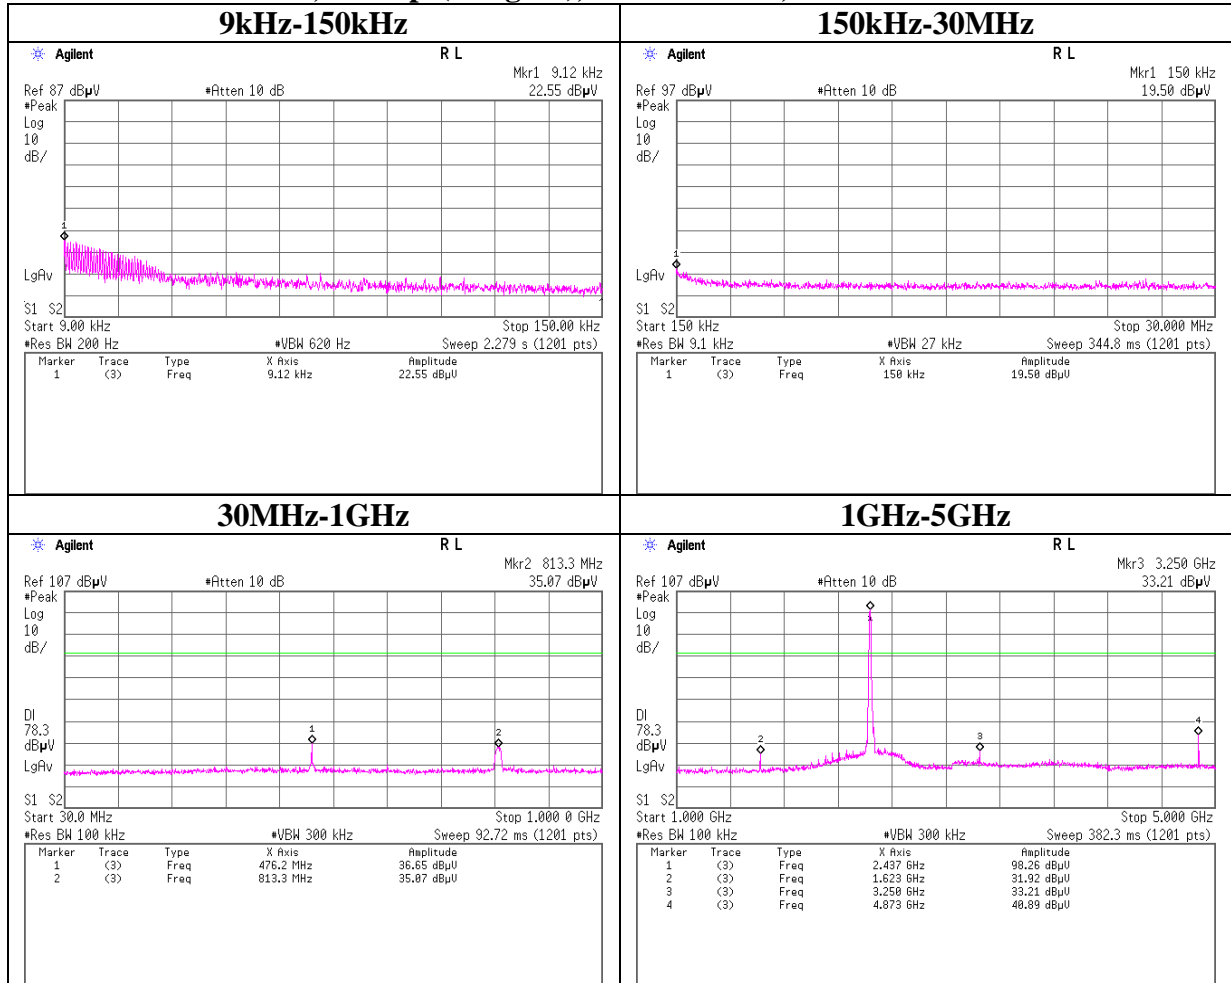 9kHz-150kHz
Agilent R L
Mkr1 9.12 kHz
Ref 87 dBµV #Atten 10 dB 22.55 dBµV
#Peak
Log
10
dB/
1
LgAv
S1 S2
Start 9.00 kHz Stop 150.00 kHz
#Res BW 200 Hz #VBW 620 Hz Sweep 2.279 s (1201 pts)
Marker Trace Type X Axis Amplitude
1 (3) Freq 9.12 kHz 22.55 dBµV
150kHz-30MHz
Agilent R L
Mkr1 150 kHz
Ref 97 dBµV #Atten 10 dB 19.50 dBµV
#Peak
Log
10
dB/
1
LgAv
S1 S2
Start 150 kHz Stop 30.000 MHz
#Res BW 9.1 kHz #VBW 27 kHz Sweep 344.8 ms (1201 pts)
Marker Trace Type X Axis Amplitude
1 (3) Freq 150 kHz 19.50 dBµV
30MHz-1GHz
Agilent R L
Mkr2 813.3 MHz
Ref 107 dBµV #Atten 10 dB 35.07 dBµV
#Peak
Log
10
dB/
DI
78.3
dBµV
1 2
LgAv
S1 S2
Start 30.0 MHz Stop 1.000 0 GHz
#Res BW 100 kHz #VBW 300 kHz Sweep 92.72 ms (1201 pts)
Marker Trace Type X Axis Amplitude
1 (3) Freq 476.2 MHz 36.65 dBµV
2 (3) Freq 813.3 MHz 35.07 dBµV
1GHz-5GHz
Agilent R L
Mkr3 3.250 GHz
Ref 107 dBµV #Atten 10 dB 33.21 dBµV
#Peak
Log
10
dB/
1
DI
78.3
dBµV
2 3 4
LgAv
S1 S2
Start 1.000 GHz Stop 5.000 GHz
#Res BW 100 kHz #VBW 300 kHz Sweep 382.3 ms (1201 pts)
Marker Trace Type X Axis Amplitude
1 (3) Freq 2.437 GHz 98.26 dBµV
2 (3) Freq 1.623 GHz 31.92 dBµV
3 (3) Freq 3.250 GHz 33.21 dBµV
4 (3) Freq 4.873 GHz 40.89 dBµV